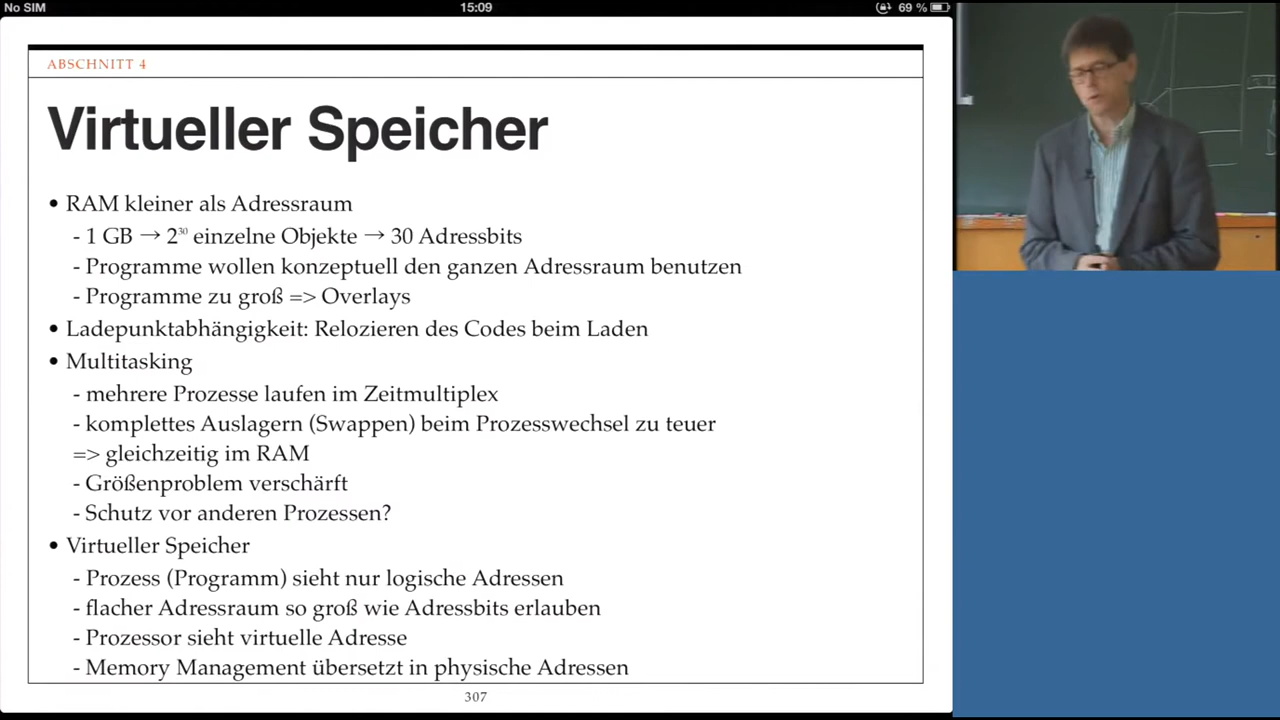 No SIM 15:09 69 %
ABSCHNITT 4
Virtueller Speicher
• RAM kleiner als Adressraum
- 1 GB → 2³⁰ einzelne Objekte → 30 Adressbits
- Programme wollen konzeptuell den ganzen Adressraum benutzen
- Programme zu groß => Overlays
• Ladepunktabhängigkeit: Relozieren des Codes beim Laden
• Multitasking
- mehrere Prozesse laufen im Zeitmultiplex
- komplettes Auslagern (Swappen) beim Prozesswechsel zu teuer
=> gleichzeitig im RAM
- Größenproblem verschärft
- Schutz vor anderen Prozessen?
• Virtueller Speicher
- Prozess (Programm) sieht nur logische Adressen
- flacher Adressraum so groß wie Adressbits erlauben
- Prozessor sieht virtuelle Adresse
- Memory Management übersetzt in physische Adressen
307